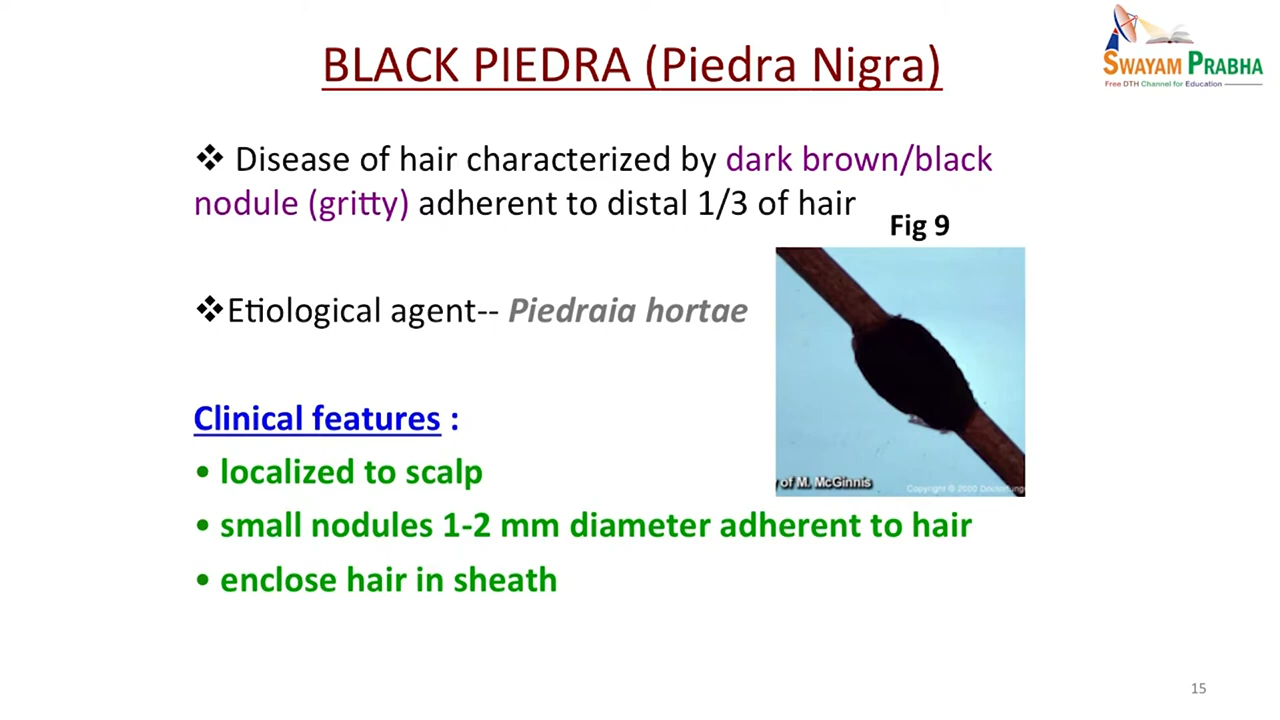 BLACK PIEDRA (Piedra Nigra)
SWAYAM PRABHA
Free DTH Channel for Education
❖ Disease of hair characterized by dark brown/black
nodule (gritty) adherent to distal 1/3 of hair
Fig 9
❖Etiological agent-- Piedraia hortae
Clinical features :
• localized to scalp
of M. McGinnis
Copyright © 2000
• small nodules 1-2 mm diameter adherent to hair
• enclose hair in sheath
15